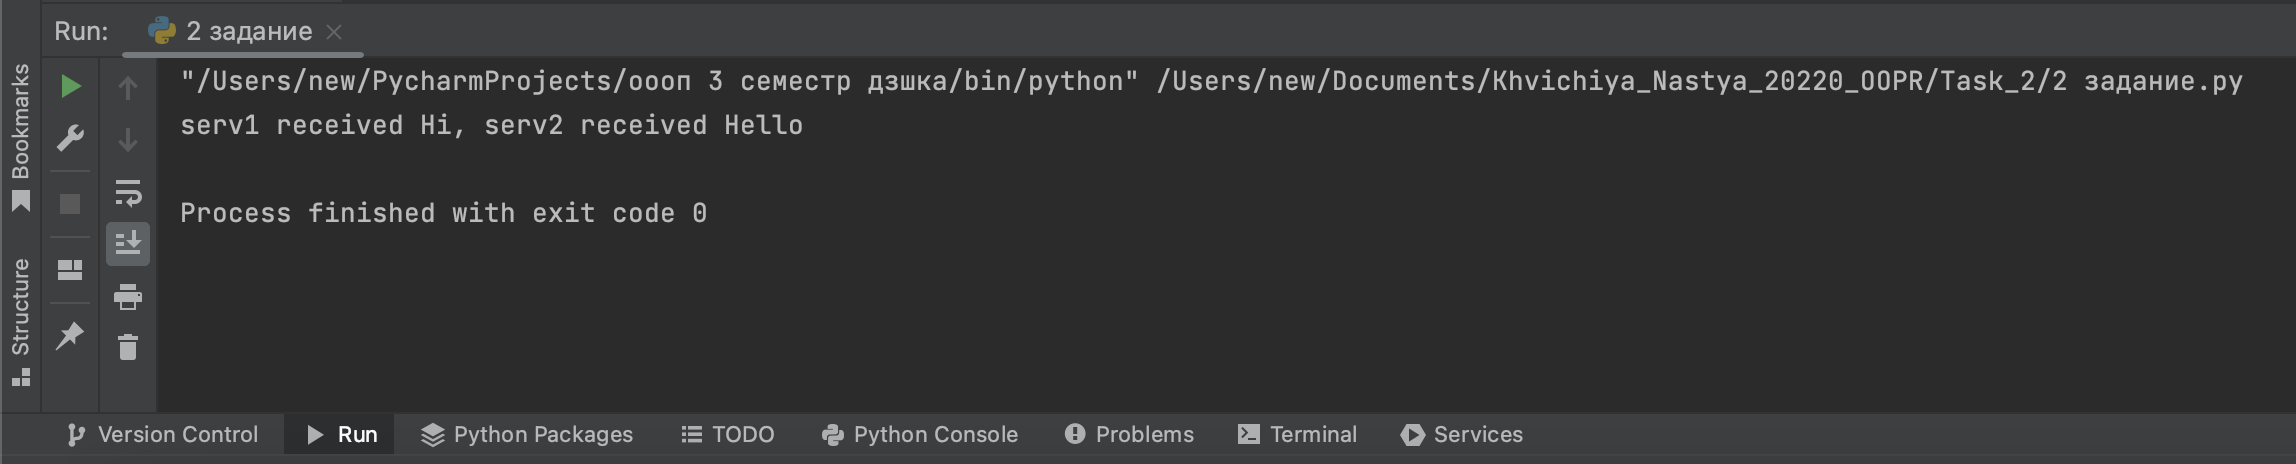 Run: 2 задание
"/Users/new/PycharmProjects/оооп 3 семестр дзшка/bin/python" /Users/new/Documents/Khvichiya_Nastya_20220_OOPR/Task_2/2 задание.py
serv1 received Hi, serv2 received Hello
Process finished with exit code 0
Bookmarks
Structure
Version Control Run Python Packages TODO Python Console Problems Terminal Services